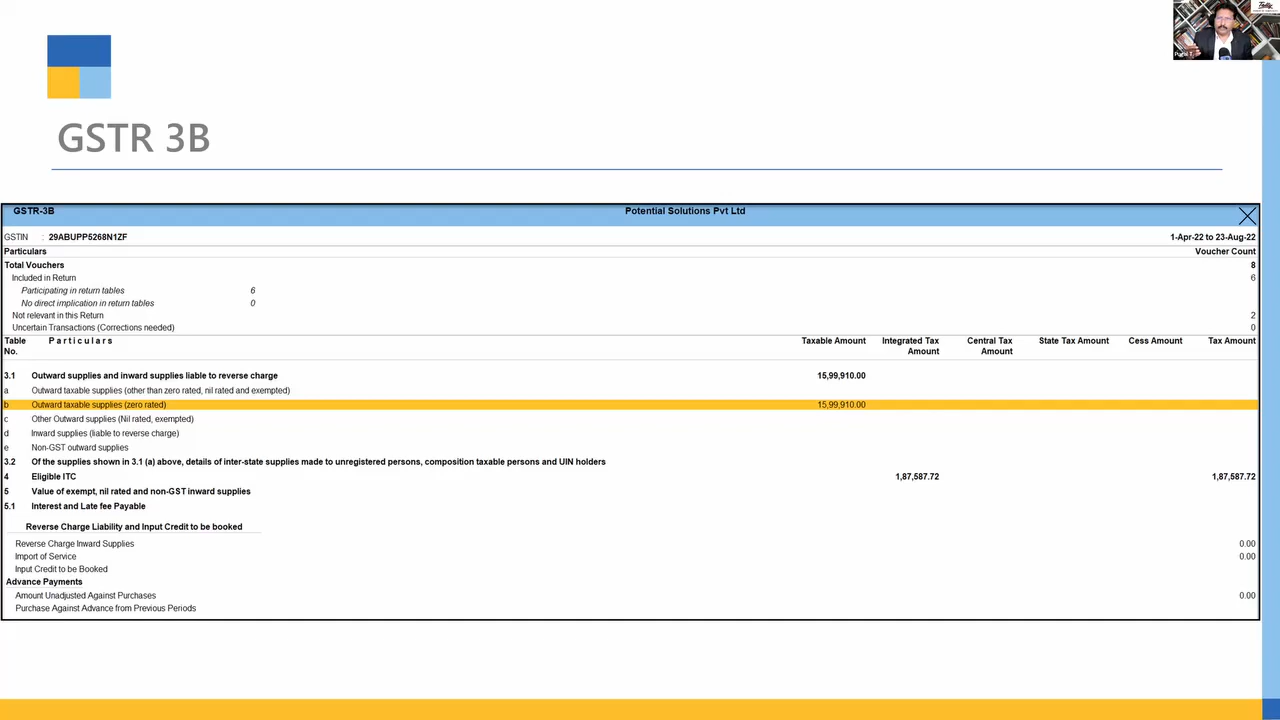 Tally
Portal T
GSTR 3B
GSTR-3B Potential Solutions Pvt Ltd
GSTIN : 29ABUPP5268N1ZF 1-Apr-22 to 23-Aug-22
Particulars Voucher Count
Total Vouchers 8
Included in Return 6
Participating in return tables 6
No direct implication in return tables 0
Not relevant in this Return 2
Uncertain Transactions (Corrections needed) 0
Table No. Particulars Taxable Amount Integrated Tax Amount Central Tax Amount State Tax Amount Cess Amount Tax Amount
3.1 Outward supplies and inward supplies liable to reverse charge 15,99,910.00
a Outward taxable supplies (other than zero rated, nil rated and exempted)
b Outward taxable supplies (zero rated) 15,99,910.00
c Other Outward supplies (Nil rated, exempted)
d Inward supplies (liable to reverse charge)
e Non-GST outward supplies
3.2 Of the supplies shown in 3.1 (a) above, details of inter-state supplies made to unregistered persons, composition taxable persons and UIN holders
4 Eligible ITC 1,87,587.72 1,87,587.72
5 Value of exempt, nil rated and non-GST inward supplies
5.1 Interest and Late fee Payable
Reverse Charge Liability and Input Credit to be booked
Reverse Charge Inward Supplies 0.00
Import of Service 0.00
Input Credit to be Booked
Advance Payments
Amount Unadjusted Against Purchases 0.00
Purchase Against Advance from Previous Periods